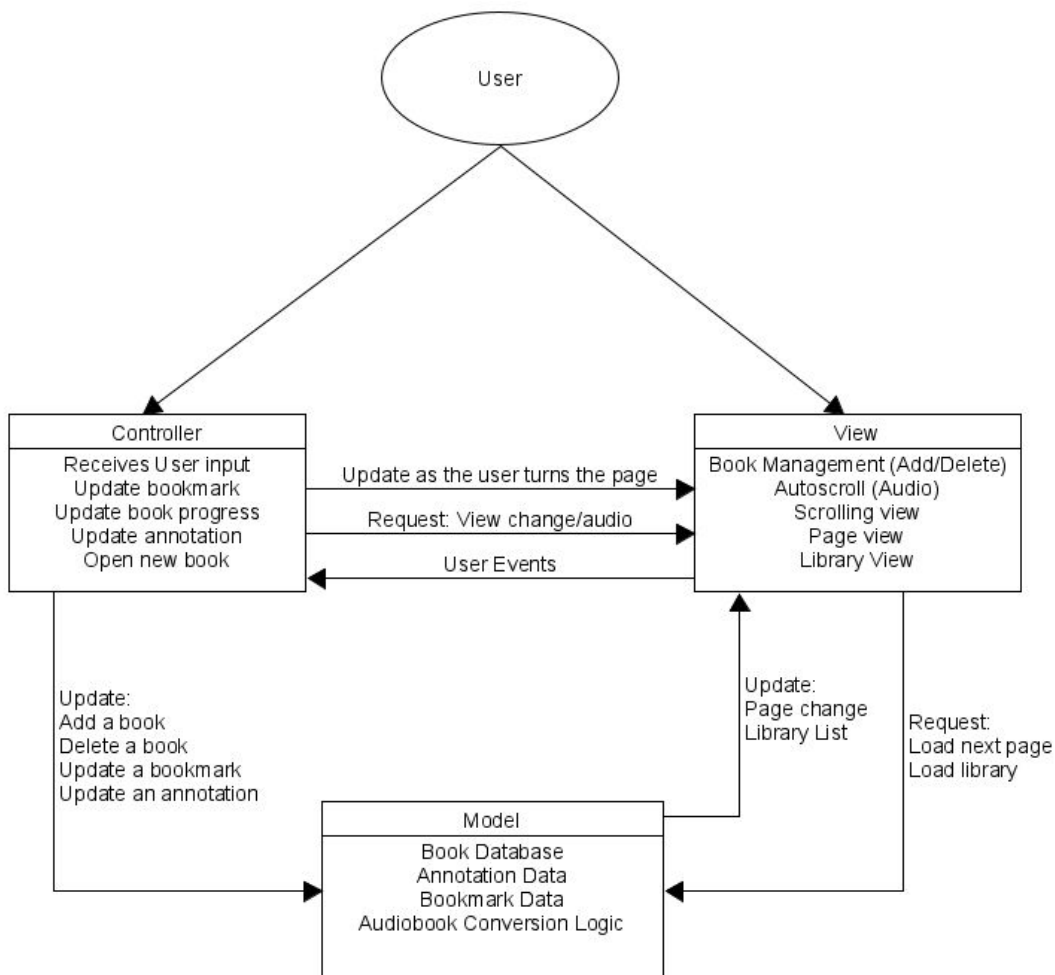 User
Controller
Receives User input
Update bookmark
Update book progress
Update annotation
Open new book
Update as the user turns the page
Request: View change/audio
User Events
View
Book Management (Add/Delete)
Autoscroll (Audio)
Scrolling view
Page view
Library View
Update:
Add a book
Delete a book
Update a bookmark
Update an annotation
Update:
Page change
Library List
Request:
Load next page
Load library
Model
Book Database
Annotation Data
Bookmark Data
Audiobook Conversion Logic